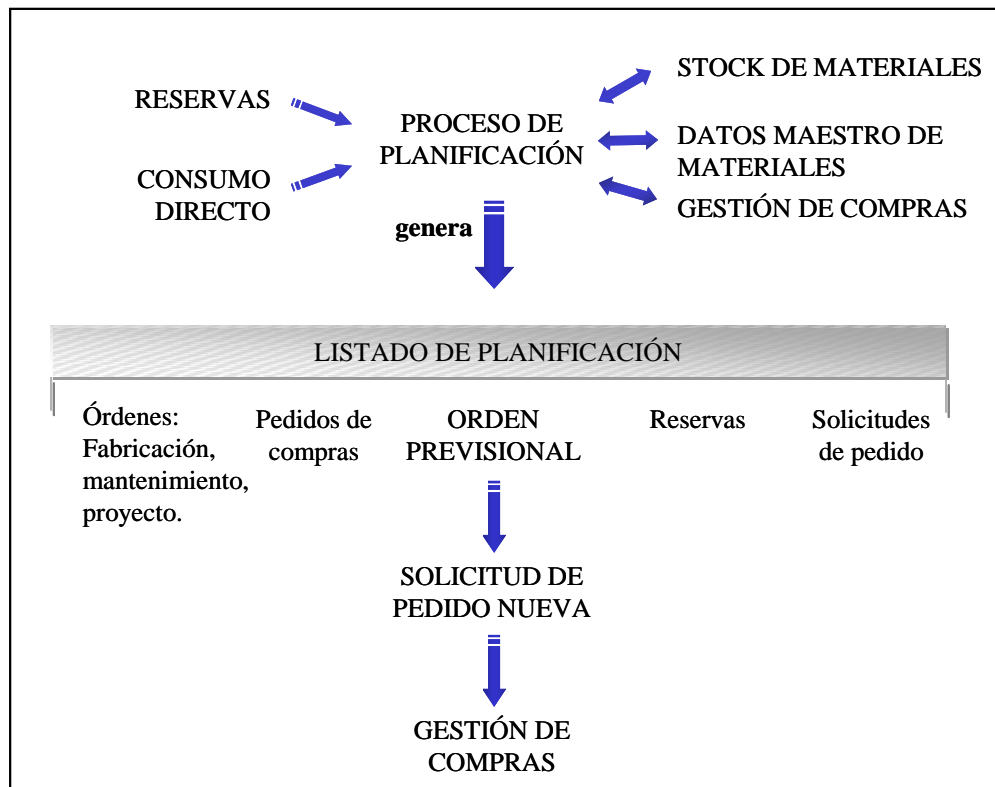 RESERVAS
CONSUMO
DIRECTO
PROCESO DE
PLANIFICACIÓN
STOCK DE MATERIALES
DATOS MAESTRO DE
MATERIALES
GESTIÓN DE COMPRAS
genera
LISTADO DE PLANIFICACIÓN
Órdenes:
Fabricación,
mantenimiento,
proyecto.
Pedidos de
compras
ORDEN
PREVISIONAL
Reservas
Solicitudes
de pedido
SOLICITUD DE
PEDIDO NUEVA
GESTIÓN DE
COMPRAS